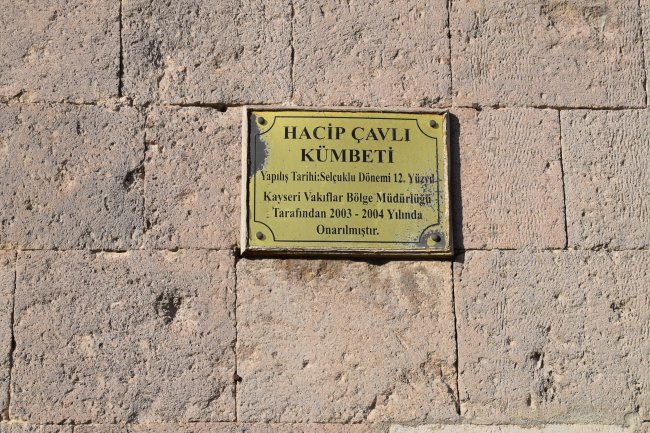 HACİP ÇAVLI
KÜMBETİ
Yapılış Tarihi:Selçuklu Dönemi 12. Yüzyıl
Kayseri Vakıflar Bölge Müdürlüğü
Tarafından 2003 - 2004 Yılında
Onarılmıştır.